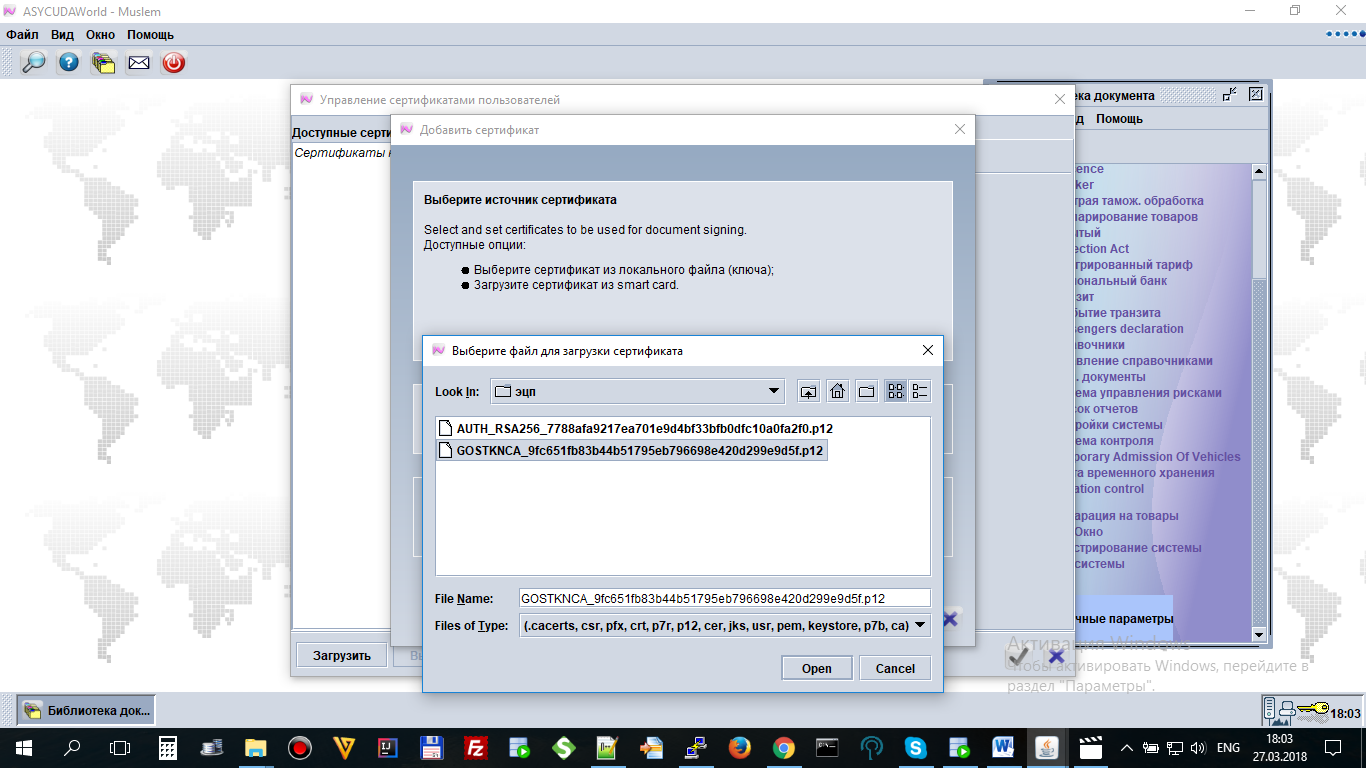 ASYCUDAWorld - Muslem
Файл Вид Окно Помощь
Управление сертификатами пользователей
Доступные серти
Сертификаты
Добавить сертификат
Выберите источник сертификата
Select and set certificates to be used for document signing.
Доступные опции:
Выберите сертификат из локального файла (ключа);
Загрузите сертификат из smart card.
Выберите файл для загрузки сертификата
Look In: эцп
AUTH_RSA256_7788afa9217ea701e9d4bf33bfb0dfc10a0fa2f0.p12
GOSTKNCA_9fc651fb83b44b51795eb796698e420d299e9d5f.p12
File Name: GOSTKNCA_9fc651fb83b44b51795eb796698e420d299e9d5f.p12
Files of Type: (.cacerts, csr, pfx, crt, p7r, p12, cer, jks, usr, pem, keystore, p7b, ca)
Open Cancel
Загрузить Вы
ека документа
д Помощь
ence
ker
трая тамож. обработка
ларирование товаров
ытый
ection Act
грированный тариф
иональный банк
зит
бытие транзита
sengers declaration
авочники
авление справочниками
. документы
ема управления рисками
сок отчетов
ройки системы
ема контроля
porary Admission Of Vehicles
та временного хранения
ation control
арация на товары
Окно
стрирование системы
системы
чные параметры
Активация Windows
Чтобы активировать Windows, перейдите в
раздел "Параметры".
Библиотека док...
18:03
ENG
18:03
27.03.2018